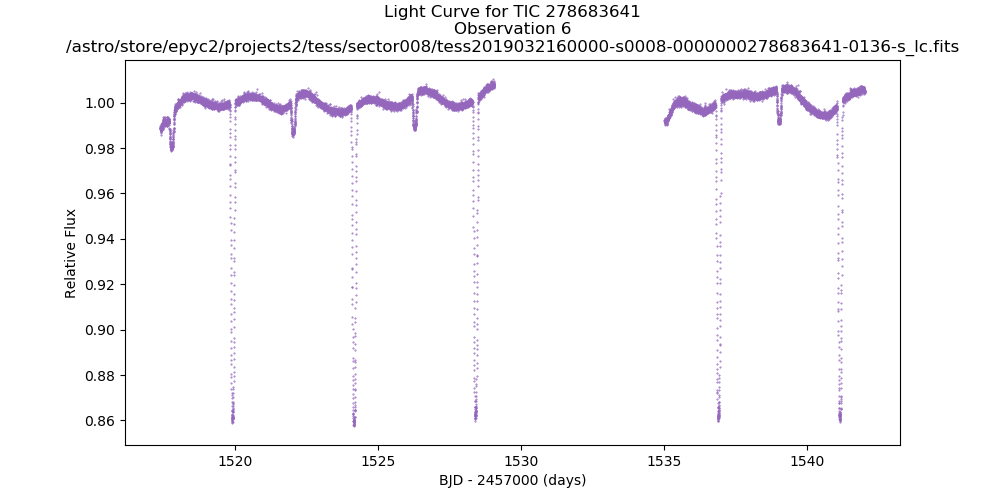 Light Curve for TIC 278683641
Observation 6
/astro/store/epyc2/projects2/tess/sector008/tess2019032160000-s0008-0000000278683641-0136-s_lc.fits
1.00
0.98
0.96
0.94
0.92
0.90
0.88
0.86
Relative Flux
1520
1525
1530
1535
1540
BJD - 2457000 (days)